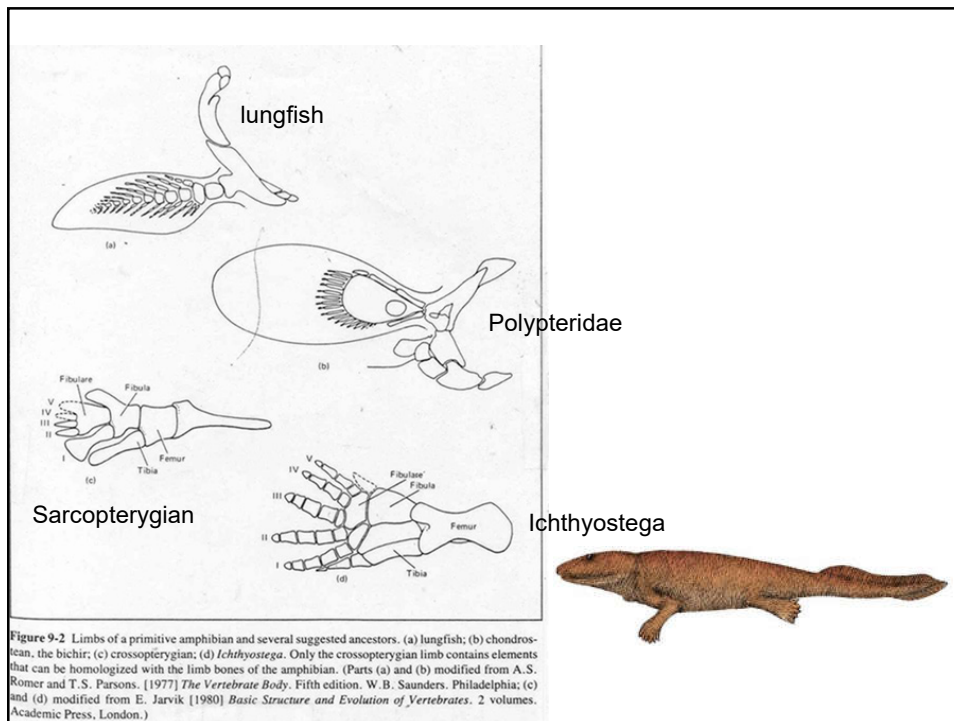 lungfish
(a)
Polypteridae
(b)
Fibulare
Fibula
V
IV
III
II
I
Tibia
Femur
(c)
Sarcopterygian
V
IV
III
II
I
Fibulare
Fibula
Femur
Tibia
(d)
Ichthyostega
Figure 9-2 Limbs of a primitive amphibian and several suggested ancestors. (a) lungfish; (b) chondros-
tean, the bichir; (c) crossopterygian; (d) Ichthyostega. Only the crossopterygian limb contains elements
that can be homologized with the limb bones of the amphibian. (Parts (a) and (b) modified from A.S.
Romer and T.S. Parsons. [1977] The Vertebrate Body. Fifth edition. W.B. Saunders. Philadelphia; (c)
and (d) modified from E. Jarvik [1980] Basic Structure and Evolution of Vertebrates. 2 volumes.
Academic Press, London.)